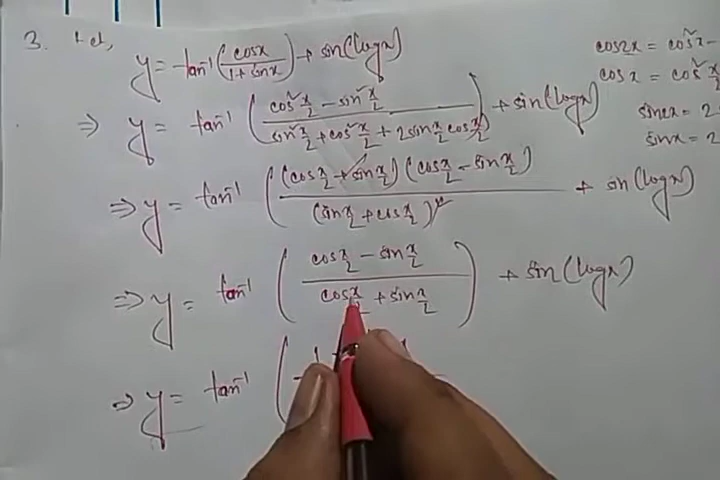 3. Let,
y = tan⁻¹(cosx/1+sinx) + sin(logx)
⇒ y = tan⁻¹(cos²x/2 − sin²x/2 / sin²x/2 + cos²x/2 + 2sinx/2 cosx/2) + sin(logx)
⇒ y = tan⁻¹((cosx/2 + sinx/2)(cosx/2 − sinx/2) / (sinx/2 + cosx/2)²) + sin(logx)
⇒ y = tan⁻¹(cosx/2 − sinx/2 / cosx/2 + sinx/2) + sin(logx)
⇒ y = tan⁻¹(
cos2x = cos²x −
cosx = cos²x/2
sin2x = 2
sinx = 2